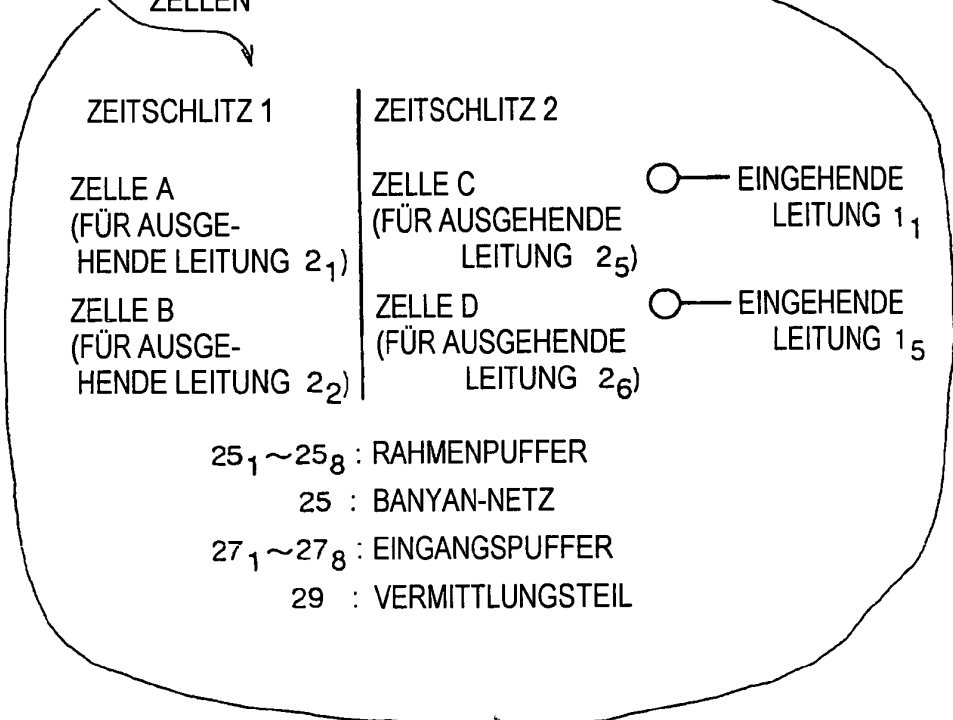 ZELLEN
ZEITSCHLITZ 1
ZEITSCHLITZ 2
ZELLE A
(FÜR AUSGE-
HENDE LEITUNG 2₁)
ZELLE B
(FÜR AUSGE-
HENDE LEITUNG 2₂)
ZELLE C
(FÜR AUSGEHENDE
LEITUNG 2₅)
ZELLE D
(FÜR AUSGEHENDE
LEITUNG 2₆)
EINGEHENDE
LEITUNG 1₁
EINGEHENDE
LEITUNG 1₅
25₁~25₈ : RAHMENPUFFER
25 : BANYAN-NETZ
27₁~27₈ : EINGANGSPUFFER
29 : VERMITTLUNGSTEIL